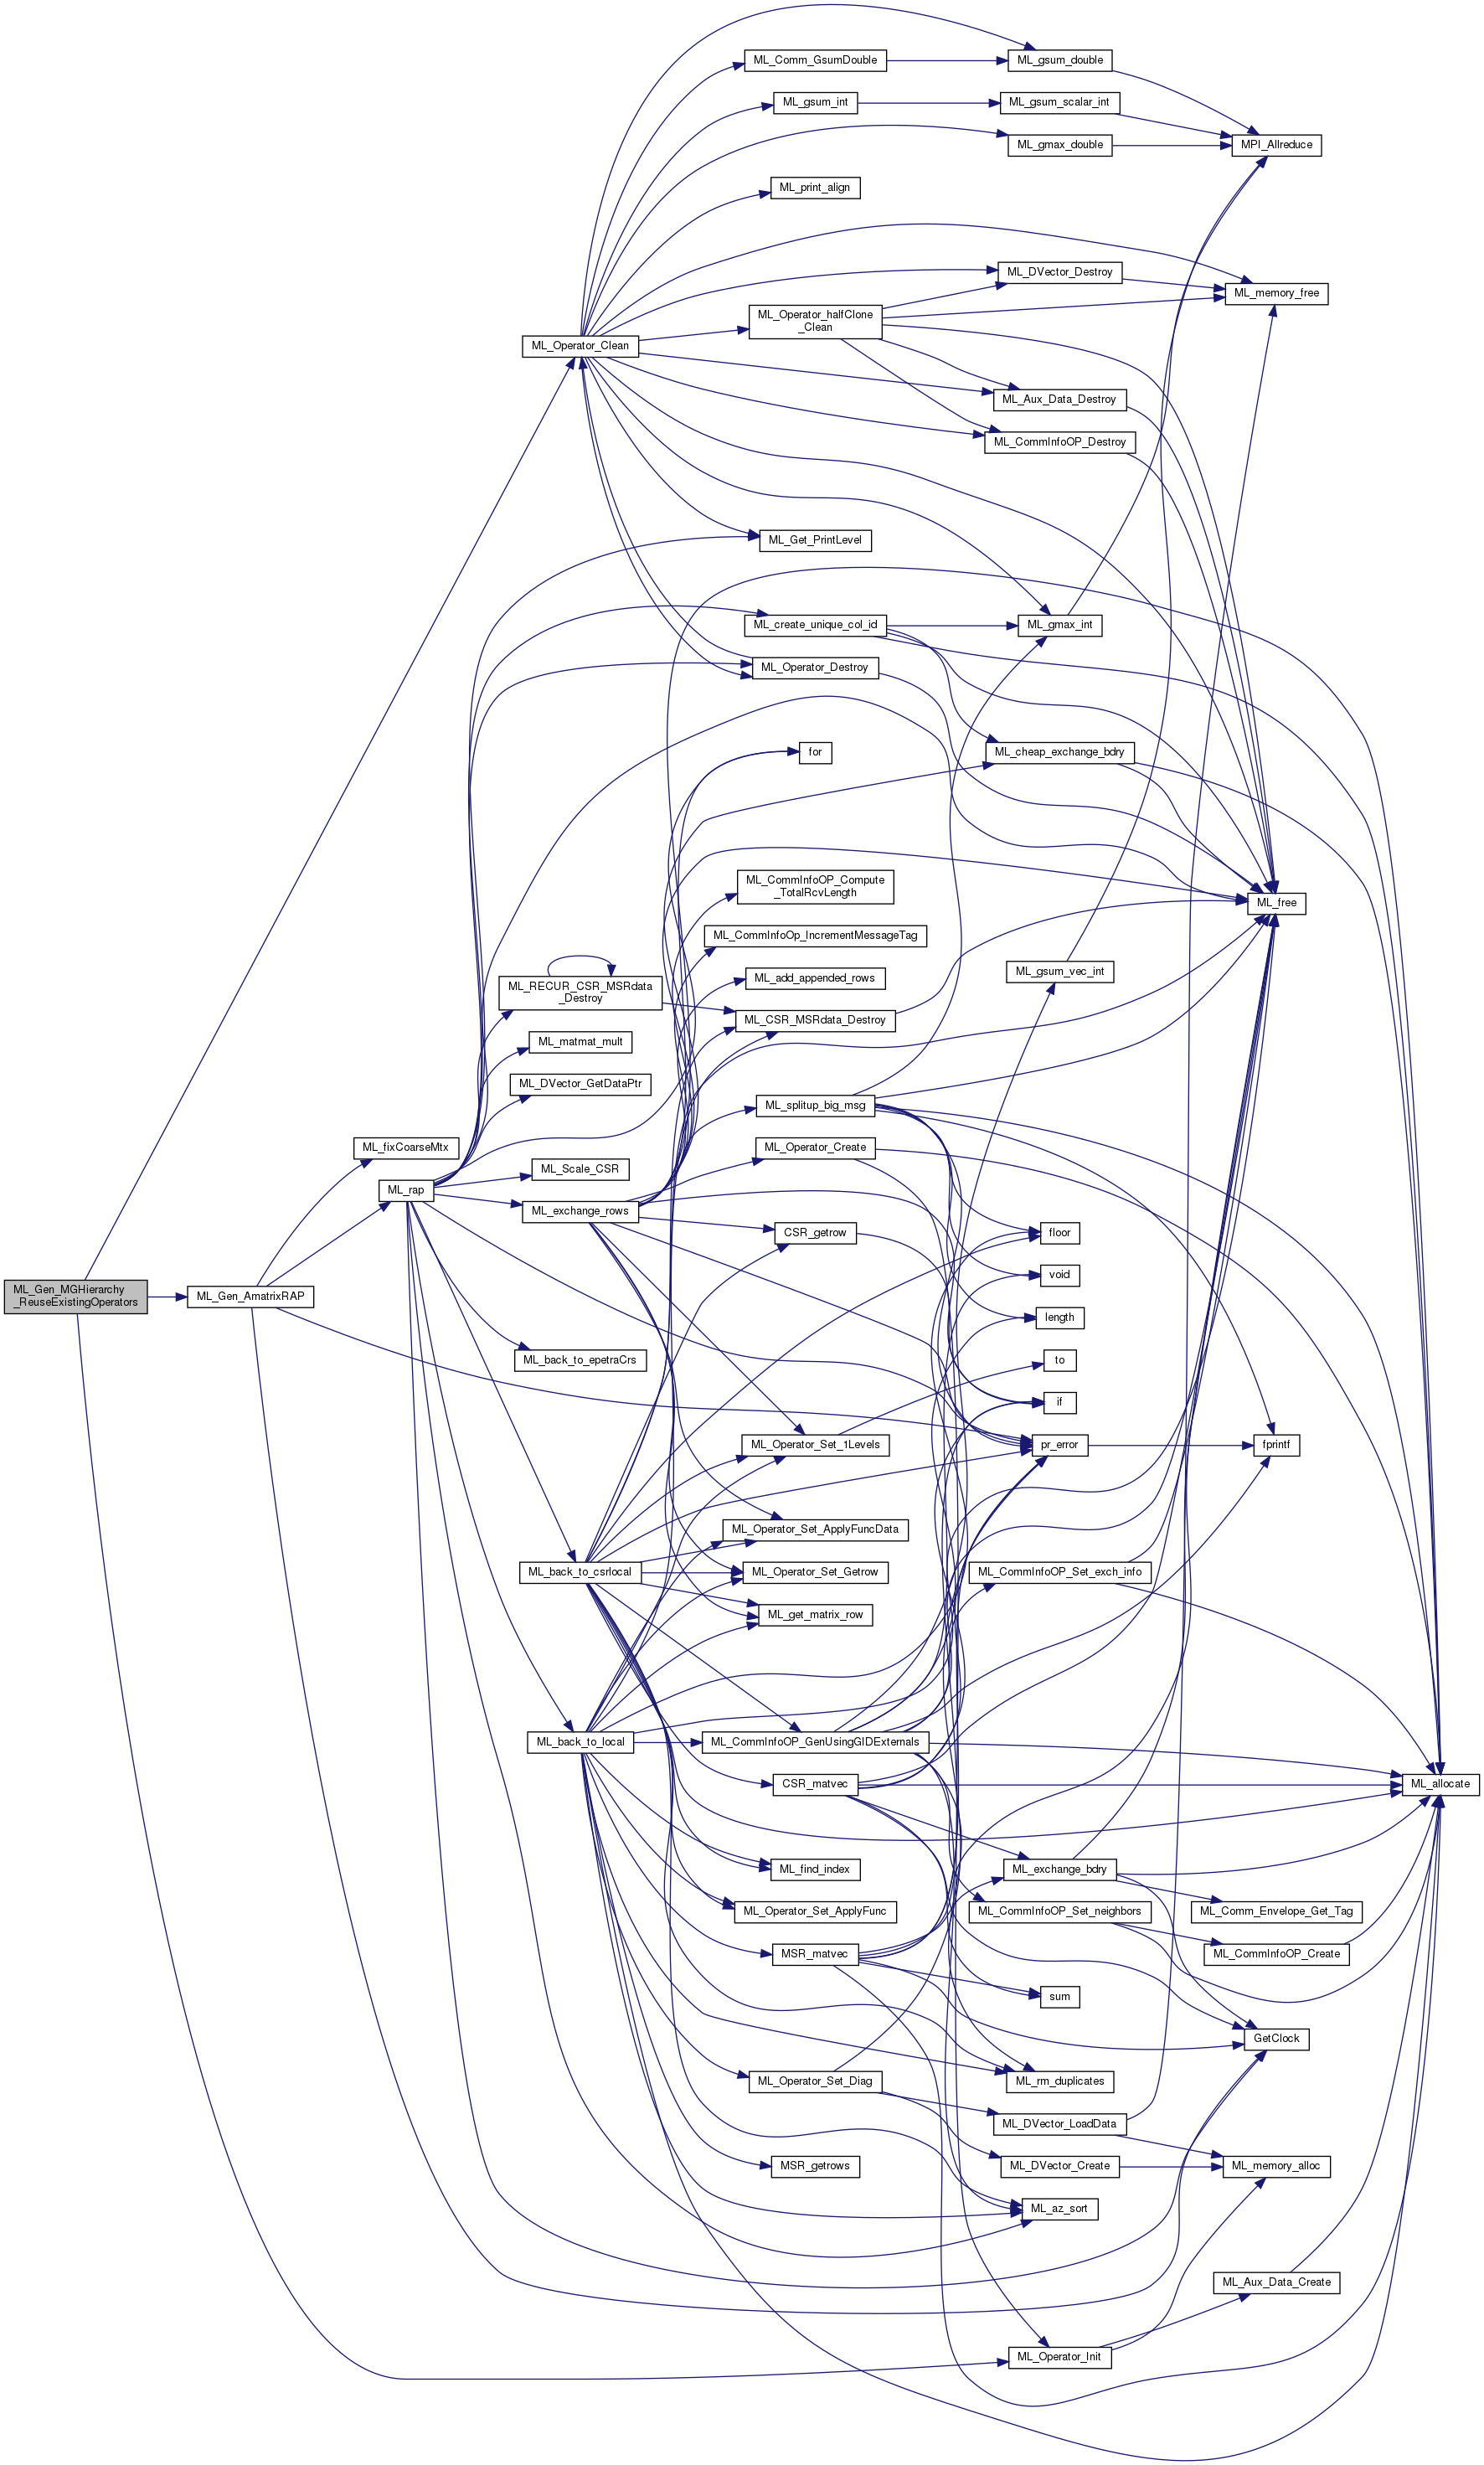 ML_Comm_GsumDouble
ML_gsum_double
ML_gsum_int
ML_gsum_scalar_int
ML_gmax_double
MPI_Allreduce
ML_print_align
ML_DVector_Destroy
ML_memory_free
ML_Operator_halfClone
_Clean
ML_Operator_Clean
ML_Aux_Data_Destroy
ML_CommInfoOP_Destroy
ML_Get_PrintLevel
ML_create_unique_col_id
ML_gmax_int
ML_Operator_Destroy
for
ML_cheap_exchange_bdry
ML_CommInfoOP_Compute
_TotalRcvLength
ML_free
ML_CommInfoOp_IncrementMessageTag
ML_gsum_vec_int
ML_add_appended_rows
ML_RECUR_CSR_MSRdata
_Destroy
ML_CSR_MSRdata_Destroy
ML_matmat_mult
ML_DVector_GetDataPtr
ML_splitup_big_msg
ML_fixCoarseMtx
ML_Operator_Create
ML_Scale_CSR
ML_rap
ML_exchange_rows
CSR_getrow
floor
void
ML_Gen_MGHierarchy
_ReuseExistingOperators
ML_Gen_AmatrixRAP
length
ML_back_to_epetraCrs
to
if
ML_Operator_Set_1Levels
pr_error
fprintf
ML_Operator_Set_ApplyFuncData
ML_back_to_csrlocal
ML_Operator_Set_Getrow
ML_CommInfoOP_Set_exch_info
ML_get_matrix_row
ML_back_to_local
ML_CommInfoOP_GenUsingGIDExternals
CSR_matvec
ML_allocate
ML_find_index
ML_exchange_bdry
ML_Operator_Set_ApplyFunc
ML_CommInfoOP_Set_neighbors
ML_Comm_Envelope_Get_Tag
MSR_matvec
ML_CommInfoOP_Create
sum
GetClock
ML_Operator_Set_Diag
ML_rm_duplicates
ML_DVector_LoadData
MSR_getrows
ML_DVector_Create
ML_memory_alloc
ML_az_sort
ML_Aux_Data_Create
ML_Operator_Init